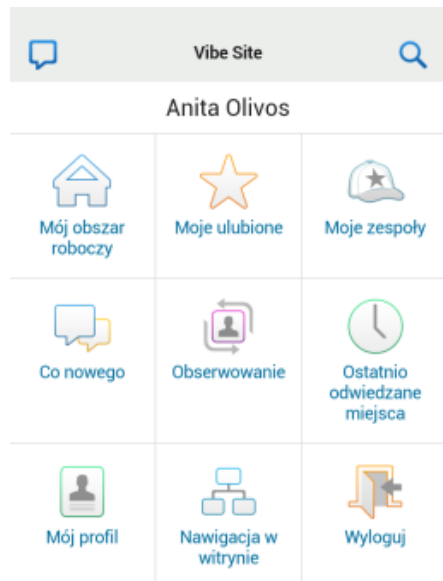 Vibe Site
Anita Olivos
Mój obszar
roboczy
Moje ulubione
Moje zespoły
Co nowego
Obserwowanie
Ostatnio
odwiedzane
miejsca
Mój profil
Nawigacja w
witrynie
Wyloguj